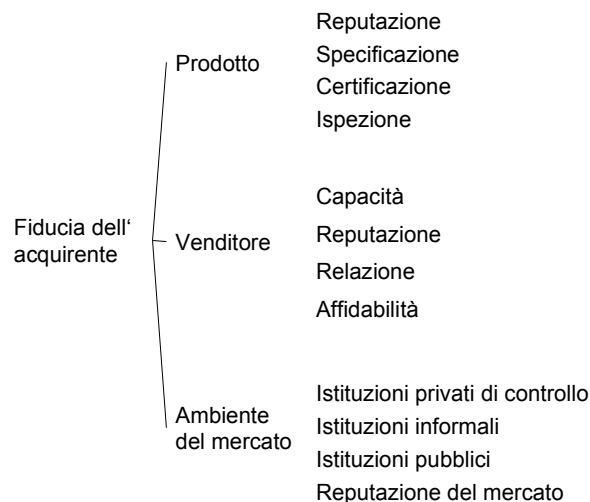 Fiducia dell‘
acquirente
Prodotto
Reputazione
Specificazione
Certificazione
Ispezione
Venditore
Capacità
Reputazione
Relazione
Affidabilità
Ambiente
del mercato
Istituzioni privati di controllo
Istituzioni informali
Istituzioni pubblici
Reputazione del mercato